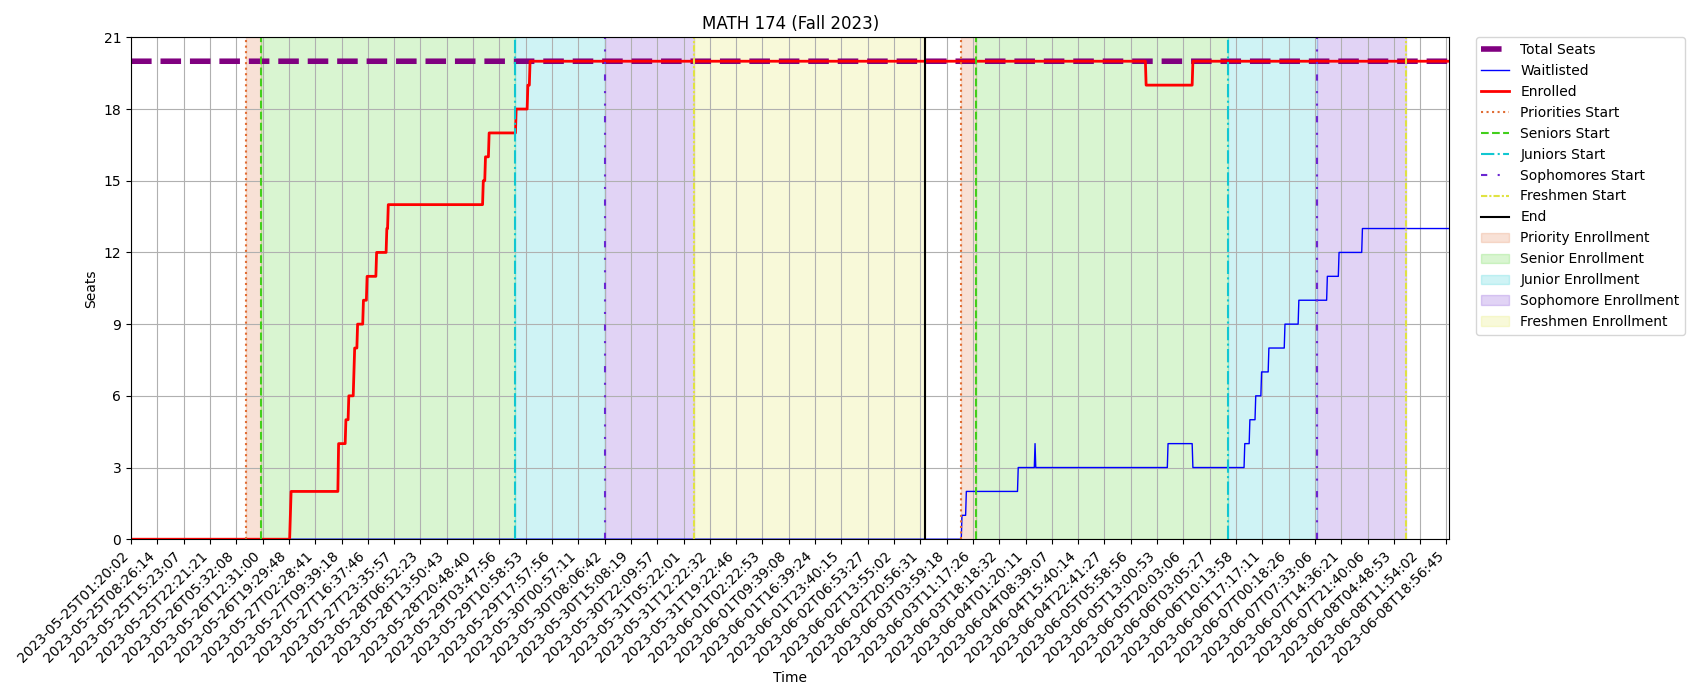 MATH 174 (Fall 2023)
21
18
15
12
9
6
3
0
Seats
2023-05-25T01:20:02
2023-05-25T08:26:14
2023-05-25T15:23:07
2023-05-25T22:21:21
2023-05-26T05:32:08
2023-05-26T12:31:00
2023-05-26T19:29:48
2023-05-27T02:28:41
2023-05-27T09:39:18
2023-05-27T16:37:46
2023-05-27T23:35:57
2023-05-28T06:52:23
2023-05-28T13:50:43
2023-05-28T20:48:40
2023-05-29T03:47:56
2023-05-29T10:58:53
2023-05-29T17:57:56
2023-05-30T00:57:11
2023-05-30T08:06:42
2023-05-30T15:08:19
2023-05-30T22:09:57
2023-05-31T05:22:01
2023-05-31T12:22:32
2023-05-31T19:22:46
2023-06-01T02:22:53
2023-06-01T09:39:08
2023-06-01T16:39:24
2023-06-01T23:40:15
2023-06-02T06:53:27
2023-06-02T13:55:02
2023-06-02T20:56:31
2023-06-03T03:59:18
2023-06-03T11:17:26
2023-06-03T18:18:32
2023-06-04T01:20:11
2023-06-04T08:39:07
2023-06-04T15:40:14
2023-06-04T22:41:27
2023-06-05T05:58:56
2023-06-05T13:00:53
2023-06-05T20:03:06
2023-06-06T03:05:27
2023-06-06T10:13:58
2023-06-06T17:17:11
2023-06-07T00:18:26
2023-06-07T07:33:06
2023-06-07T14:36:21
2023-06-07T21:40:06
2023-06-08T04:48:53
2023-06-08T11:54:02
2023-06-08T18:56:45
Time
Total Seats
Waitlisted
Enrolled
Priorities Start
Seniors Start
Juniors Start
Sophomores Start
Freshmen Start
End
Priority Enrollment
Senior Enrollment
Junior Enrollment
Sophomore Enrollment
Freshmen Enrollment